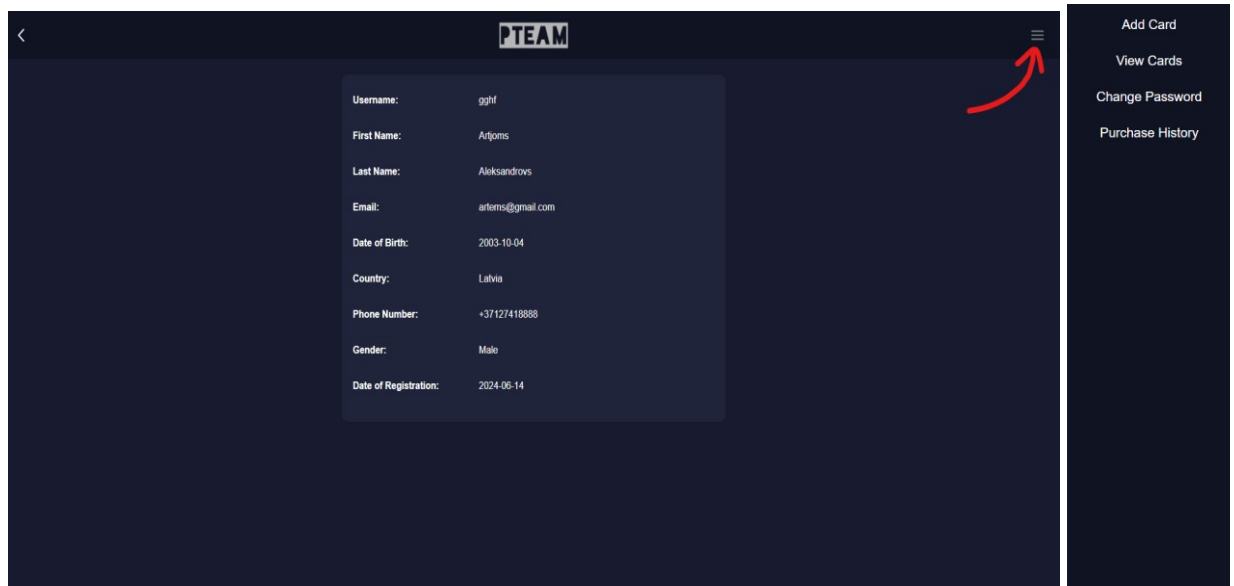 PTEAM
Username: gghf
First Name: Artjoms
Last Name: Aleksandrovs
Email: artems@gmail.com
Date of Birth: 2003-10-04
Country: Latvia
Phone Number: +37127418888
Gender: Male
Date of Registration: 2024-06-14
Add Card
View Cards
Change Password
Purchase History